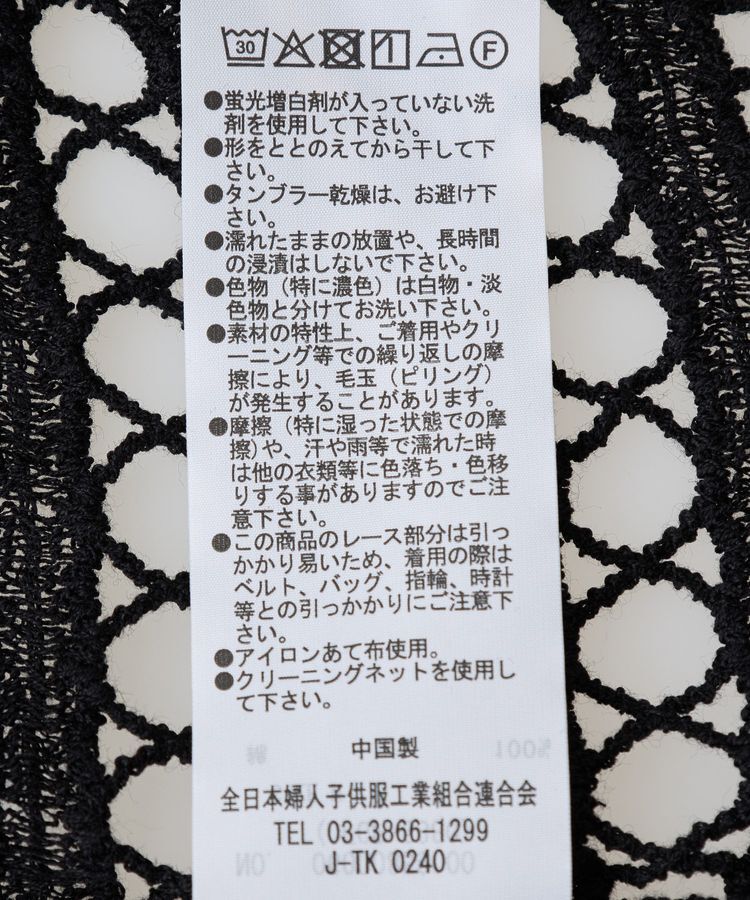 30 F
●蛍光増白剤が入っていない洗
剤を使用して下さい。
●形をととのえてから干して下
さい。
●タンブラー乾燥は、お避け下
さい。
●濡れたままの放置や、長時間
の浸漬はしないで下さい。
●色物（特に濃色）は白物・淡
色物と分けてお洗い下さい。
●素材の特性上、ご着用やクリ
ーニング等での繰り返しの摩
擦により、毛玉（ピリング）
が発生することがあります。
●摩擦（特に湿った状態での摩
擦）や、汗や雨等で濡れた時
は他の衣類等に色落ち・色移
りする事がありますのでご注
意下さい。
●この商品のレース部分は引っ
かかり易いため、着用の際は
ベルト、バッグ、指輪、時計
等との引っかかりにご注意下
さい。
●アイロンあて布使用。
●クリーニングネットを使用し
て下さい。
綿 中国製 100%
全日本婦人子供服工業組合連合会
TEL 03-3866-1299
J-TK 0240